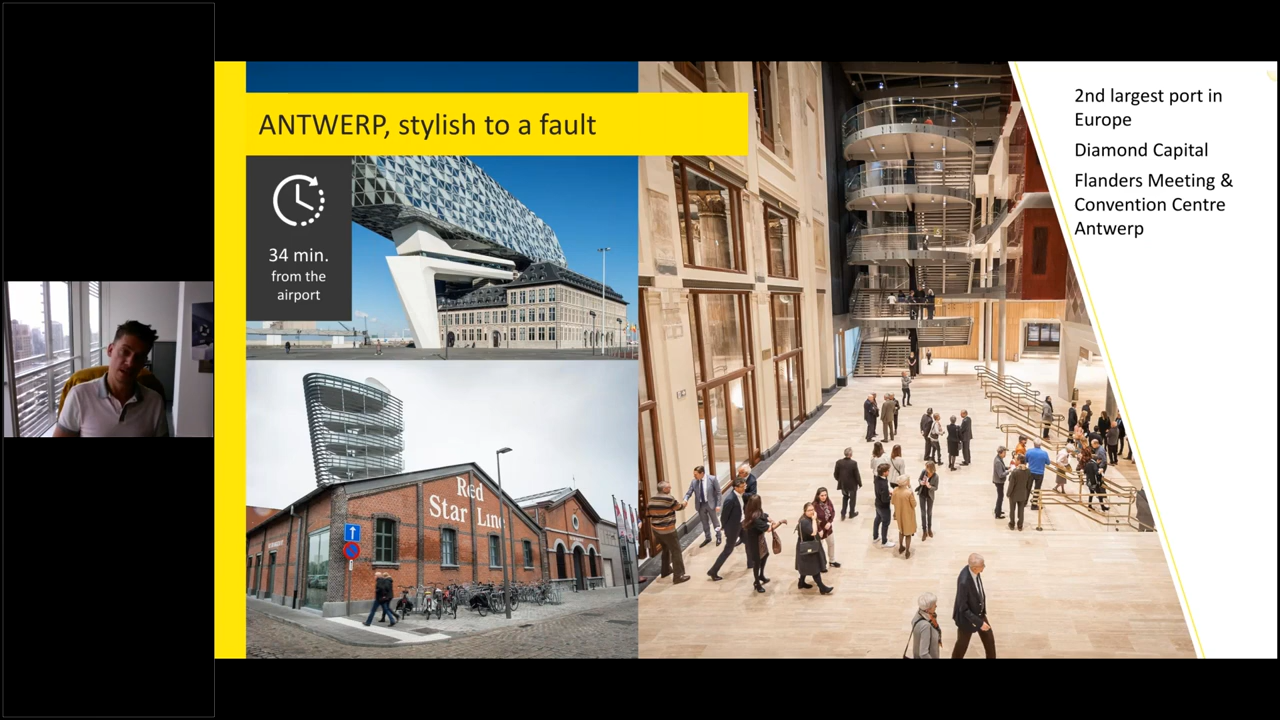 ANTWERP, stylish to a fault
34 min.
from the
airport
Red
Star Line
2nd largest port in
Europe
Diamond Capital
Flanders Meeting &
Convention Centre
Antwerp